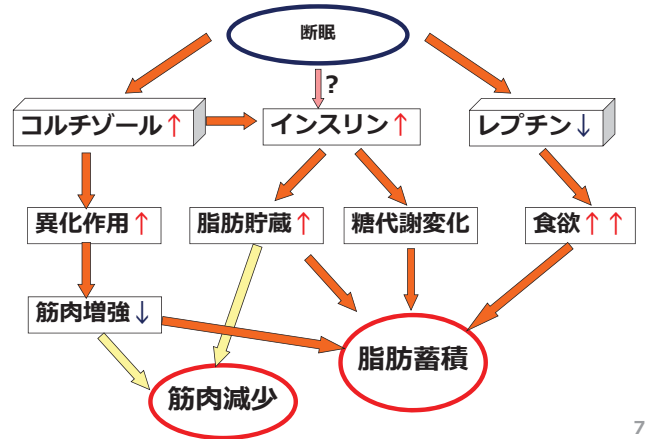 断眠
?
コルチゾール↑
インスリン↑
レプチン↓
異化作用↑
脂肪貯蔵↑
糖代謝変化
食欲↑↑
筋肉増強↓
脂肪蓄積
筋肉減少
7